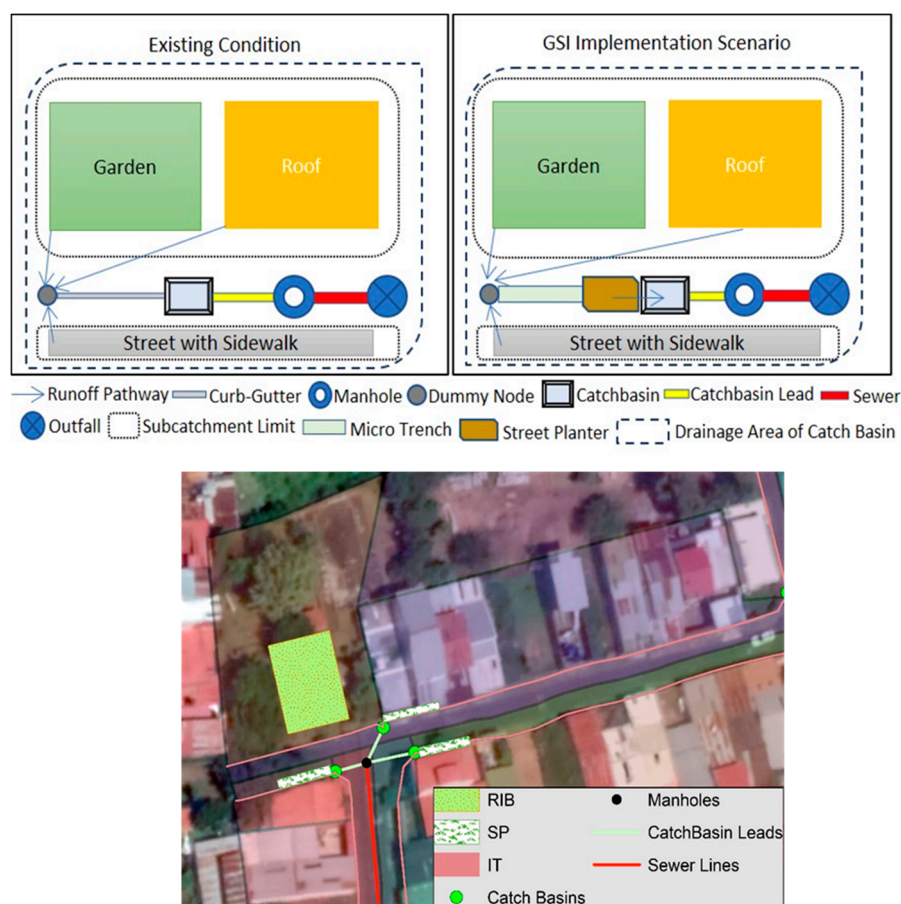 Existing Condition
Garden
Roof
Street with Sidewalk
GSI Implementation Scenario
Garden
Roof
Street with Sidewalk
Runoff Pathway Curb-Gutter Manhole Dummy Node Catchbasin Catchbasin Lead Sewer
Outfall Subcatchment Limit Micro Trench Street Planter Drainage Area of Catch Basin
RIB Manholes
SP CatchBasin Leads
IT Sewer Lines
Catch Basins